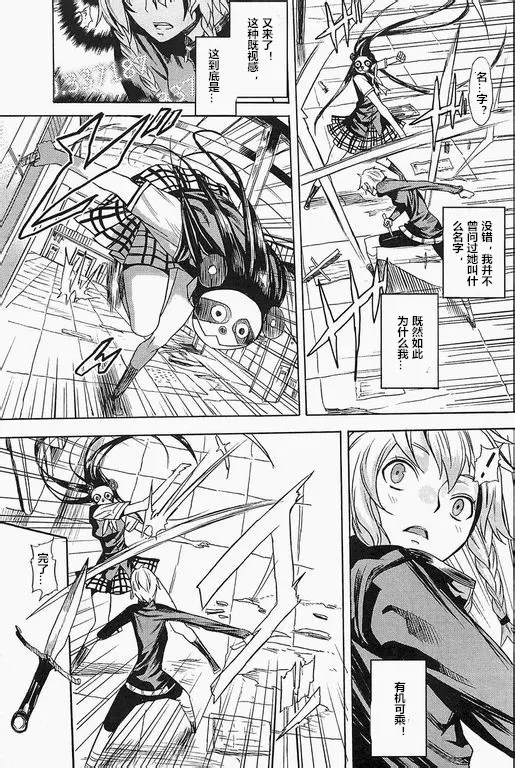 名…字？
没错，我并不
曾问过她叫什
么名字
既然如此
为什么我…
又来了！
这种既视感，
这到底是…
！
有机可乘！
完了…